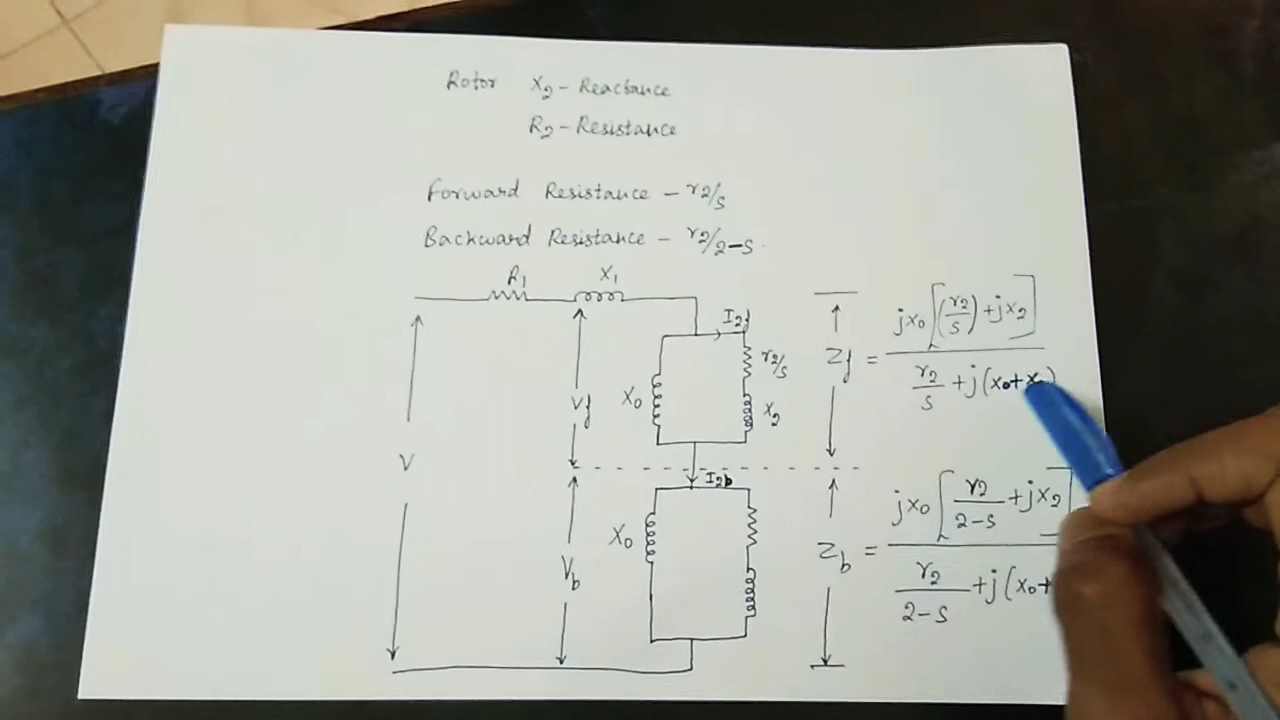 Rotor X2 - Reactance
R2 - Resistance
Forward Resistance - r2/s
Backward Resistance - r2/2-s.
R1 X1
I2f
r2/s
X0
X2
Vf
V
I2b
X0
Vb
Zf = jx0[(r2/s)+jx2] / r2/s + j(x0+
Zb = jx0[r2/2-s + jx2] / r2/2-s + j(x0+